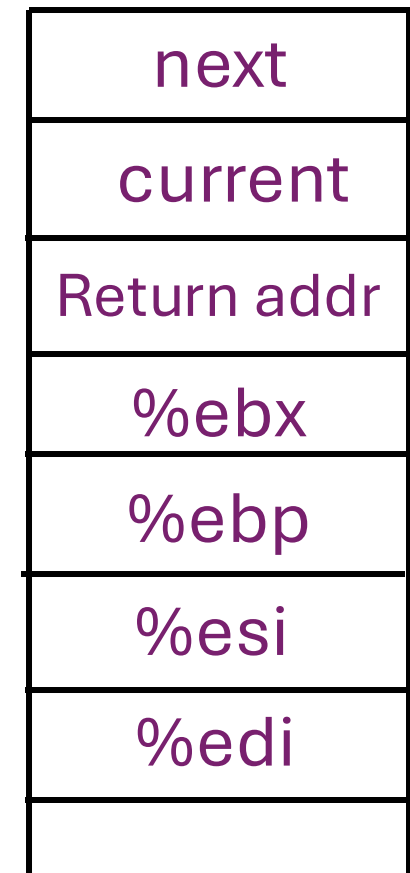 next
current
Return addr
%ebx
%ebp
%esi
%edi